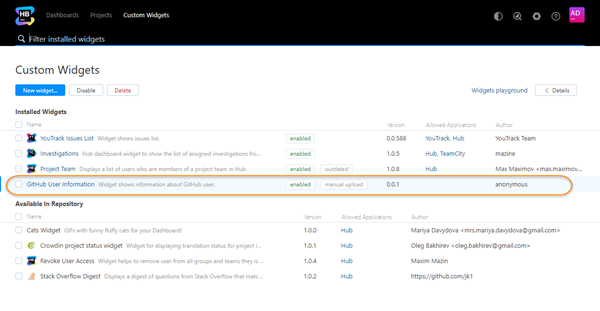 HB
Dashboards Projects Custom Widgets
AD
Filter installed widgets
Custom Widgets
New widget... Disable Delete Widgets playground Details
Installed Widgets
Name Version Allowed Applications Author
YouTrack Issues List Widget shows issues list. enabled 0.0.588 YouTrack, Hub YouTrack Team
Investigations Hub dashboard widget to show the list of assigned investigations fro... enabled 1.0.5 Hub, TeamCity mazine
Project Team Displays a list of users who are members of a project team in Hub. enabled outdated 1.0.8 Hub Max Maximov <max.maximov...
GitHub User Information Widget shows information about GitHub user. enabled manual upload 0.0.1 anonymous
Available In Repository
Name Version Allowed Applications Author
Cats Widget GIFs with funny fluffy cats for your Dashboard! 1.0.0 Hub Mariya Davydova <mrs.mariya.davydova@gmail.com>
Crowdin project status widget Widget for displaying translation status for project i... 1.0.1 Hub Oleg Bakhirev <oleg.bakhirev@gmail.com>
Revoke User Access Widget helps to remove user from all groups and teams they is ... 1.0.4 Hub Maxim Mazin
Stack Overflow Digest Displays a digest of questions from Stack Overflow that matc... 1.0.2 Hub https://github.com/jk1